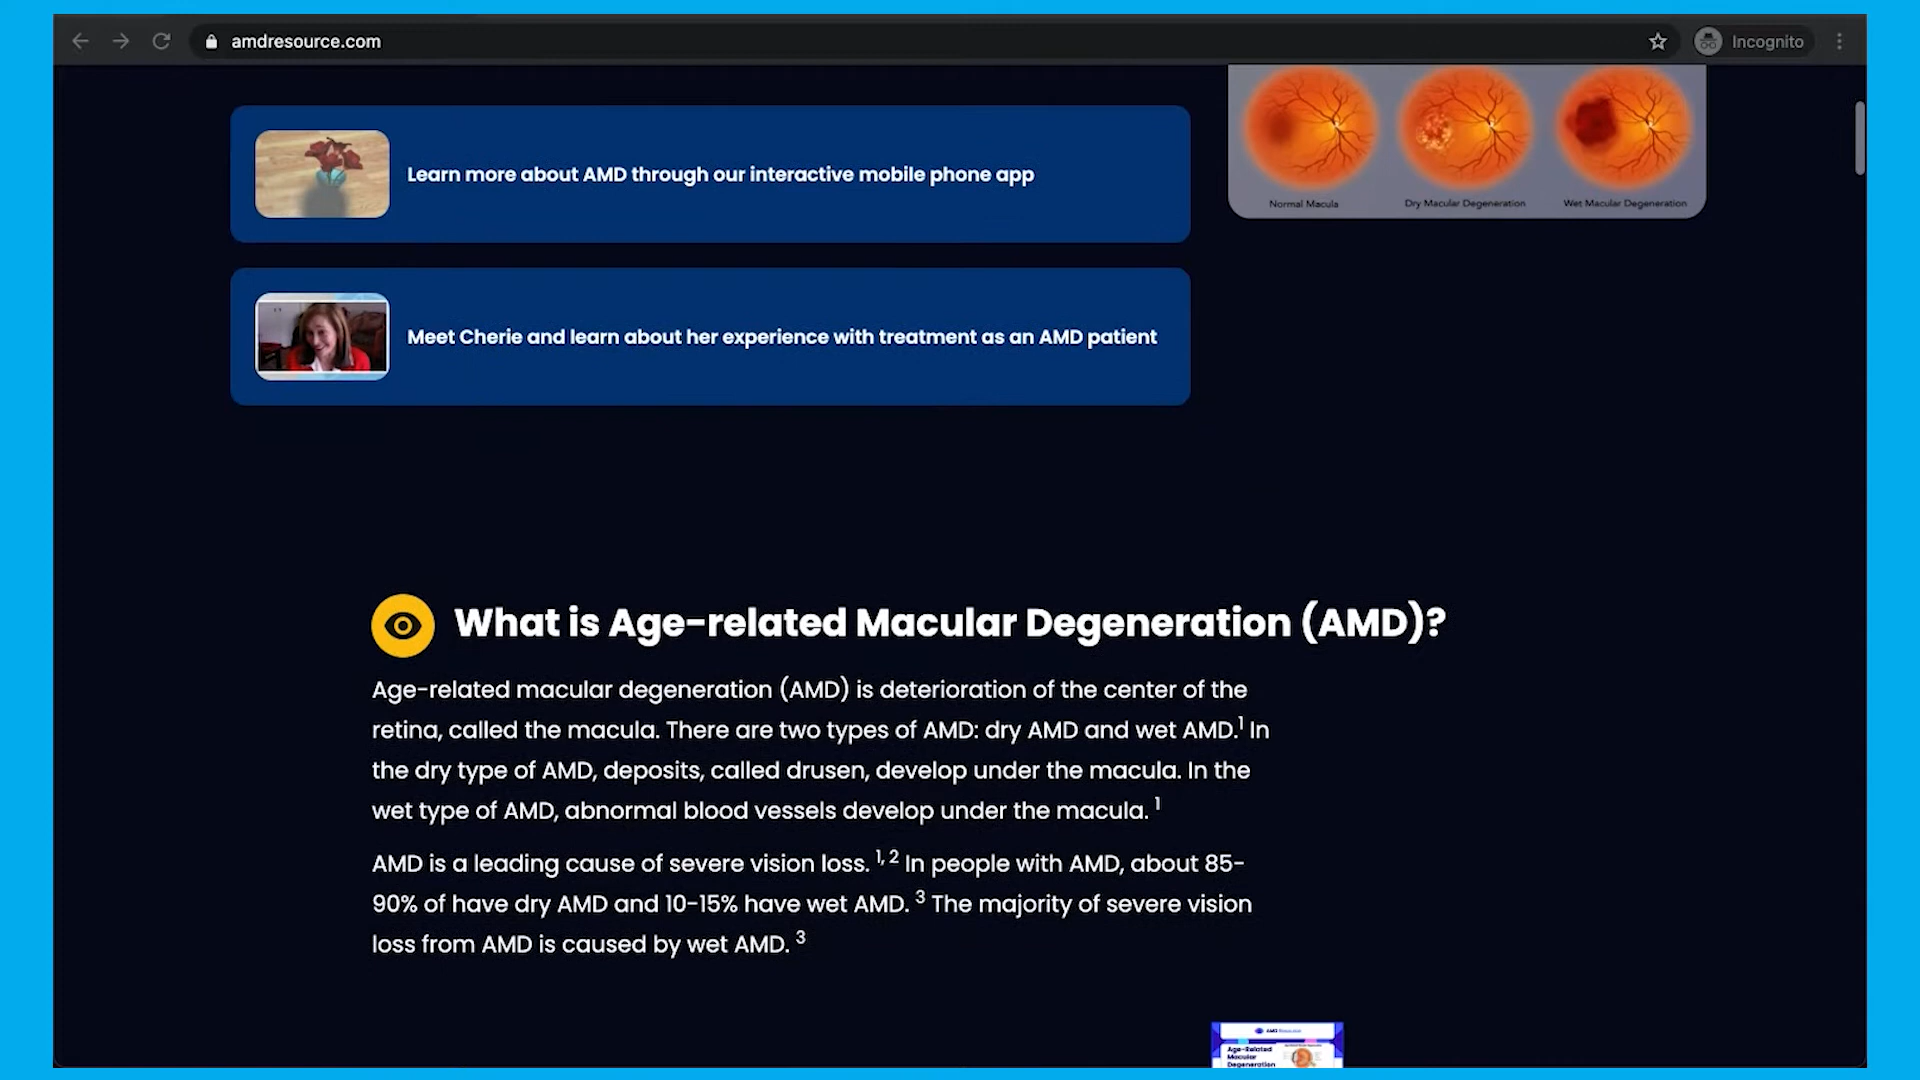 amdresource.com
Incognito
Learn more about AMD through our interactive mobile phone app
Normal Macula
Dry Macular Degeneration
Wet Macular Degeneration
Meet Cherie and learn about her experience with treatment as an AMD patient
What is Age-related Macular Degeneration (AMD)?
Age-related macular degeneration (AMD) is deterioration of the center of the
retina, called the macula. There are two types of AMD: dry AMD and wet AMD.1 In
the dry type of AMD, deposits, called drusen, develop under the macula. In the
wet type of AMD, abnormal blood vessels develop under the macula. 1
AMD is a leading cause of severe vision loss. 1, 2 In people with AMD, about 85-
90% of have dry AMD and 10-15% have wet AMD. 3 The majority of severe vision
loss from AMD is caused by wet AMD. 3
AMD Resource
Age-Related
Macular
Degeneration